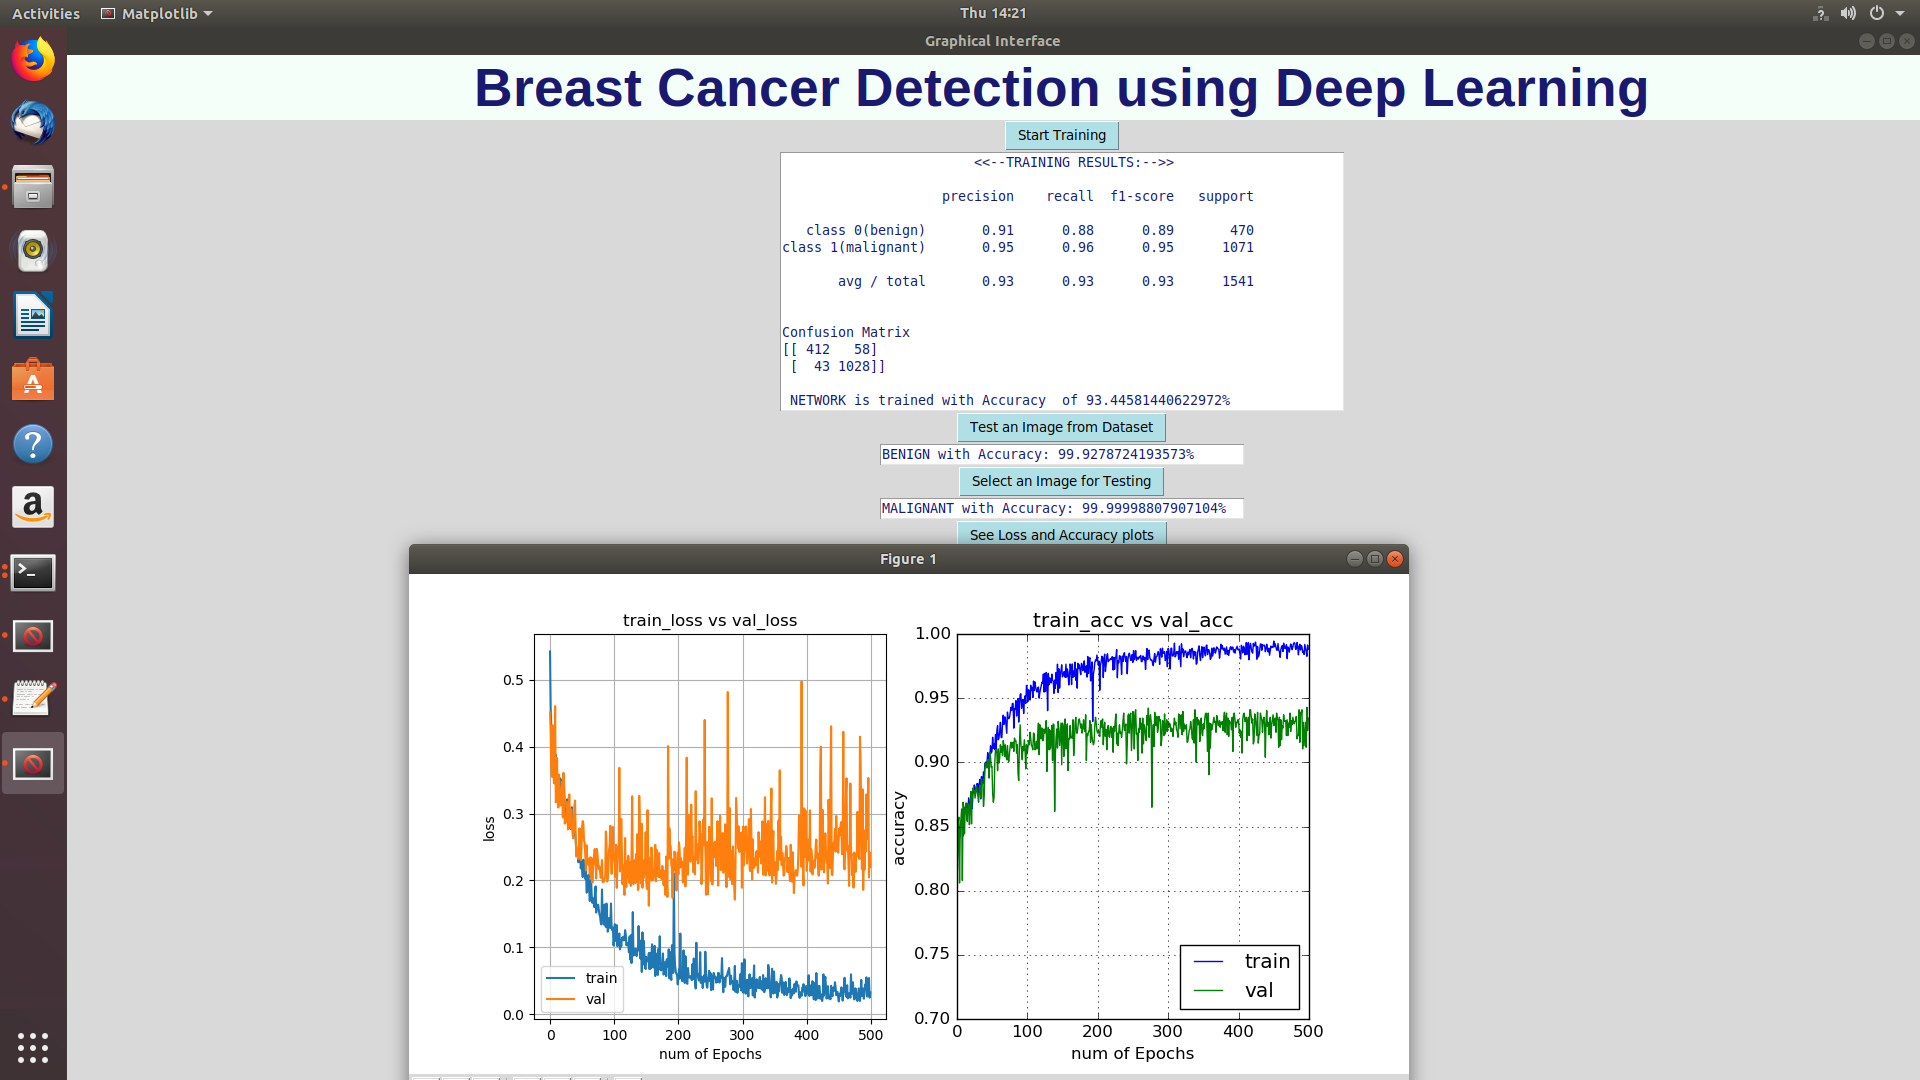 Activities
Matplotlib
Thu 14:21
Graphical Interface
Breast Cancer Detection using Deep Learning
Start Training
<<--TRAINING RESULTS:-->>
precision recall f1-score support
class 0(benign) 0.91 0.88 0.89 470
class 1(malignant) 0.95 0.96 0.95 1071
avg / total 0.93 0.93 0.93 1541
Confusion Matrix
[[ 412 58]
[ 43 1028]]
NETWORK is trained with Accuracy of 93.44581440622972%
Test an Image from Dataset
BENIGN with Accuracy: 99.9278724193573%
Select an Image for Testing
MALIGNANT with Accuracy: 99.99998807907104%
See Loss and Accuracy plots
Figure 1
train_loss vs val_loss
0.5
0.4
0.3
0.2
0.1
0.0
loss
train
val
0 100 200 300 400 500
num of Epochs
train_acc vs val_acc
1.00
0.95
0.90
0.85
0.80
0.75
0.70
accuracy
train
val
0 100 200 300 400 500
num of Epochs